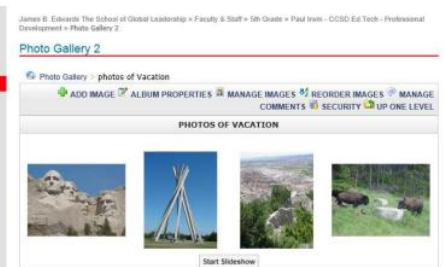 James B. Edwards The School of Global Leadership » Faculty & Staff » 5th Grade » Paul Irwin - CCSD Ed Tech - Professional
Development » Photo Gallery 2
Photo Gallery 2
Photo Gallery > photos of Vacation
ADD IMAGE ALBUM PROPERTIES MANAGE IMAGES REORDER IMAGES MANAGE
COMMENTS SECURITY UP ONE LEVEL
PHOTOS OF VACATION
Start Slideshow